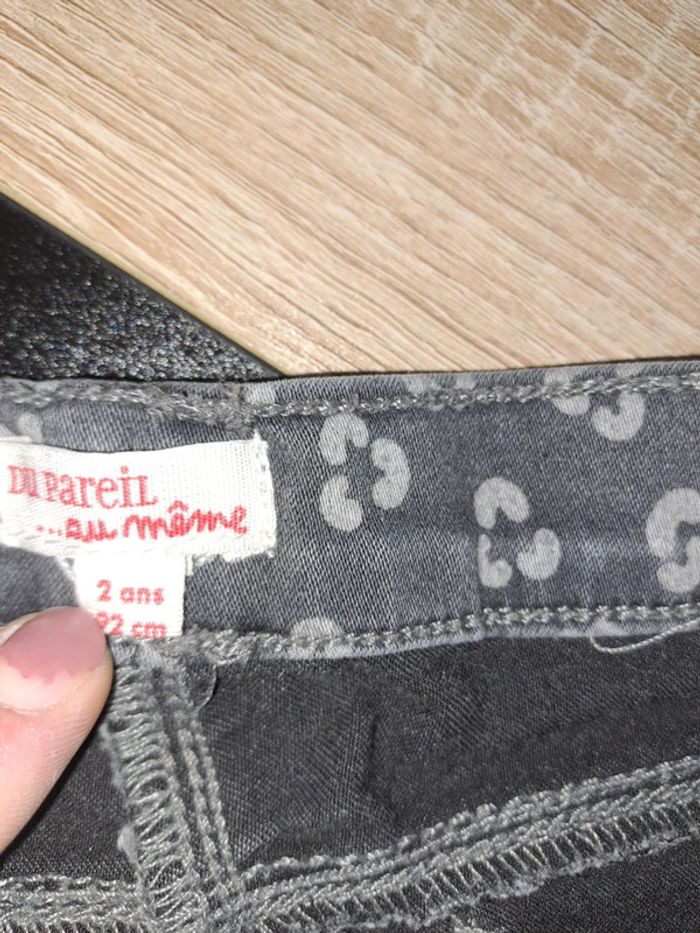 DU PAREIL
...au même
2 ans
92 cm